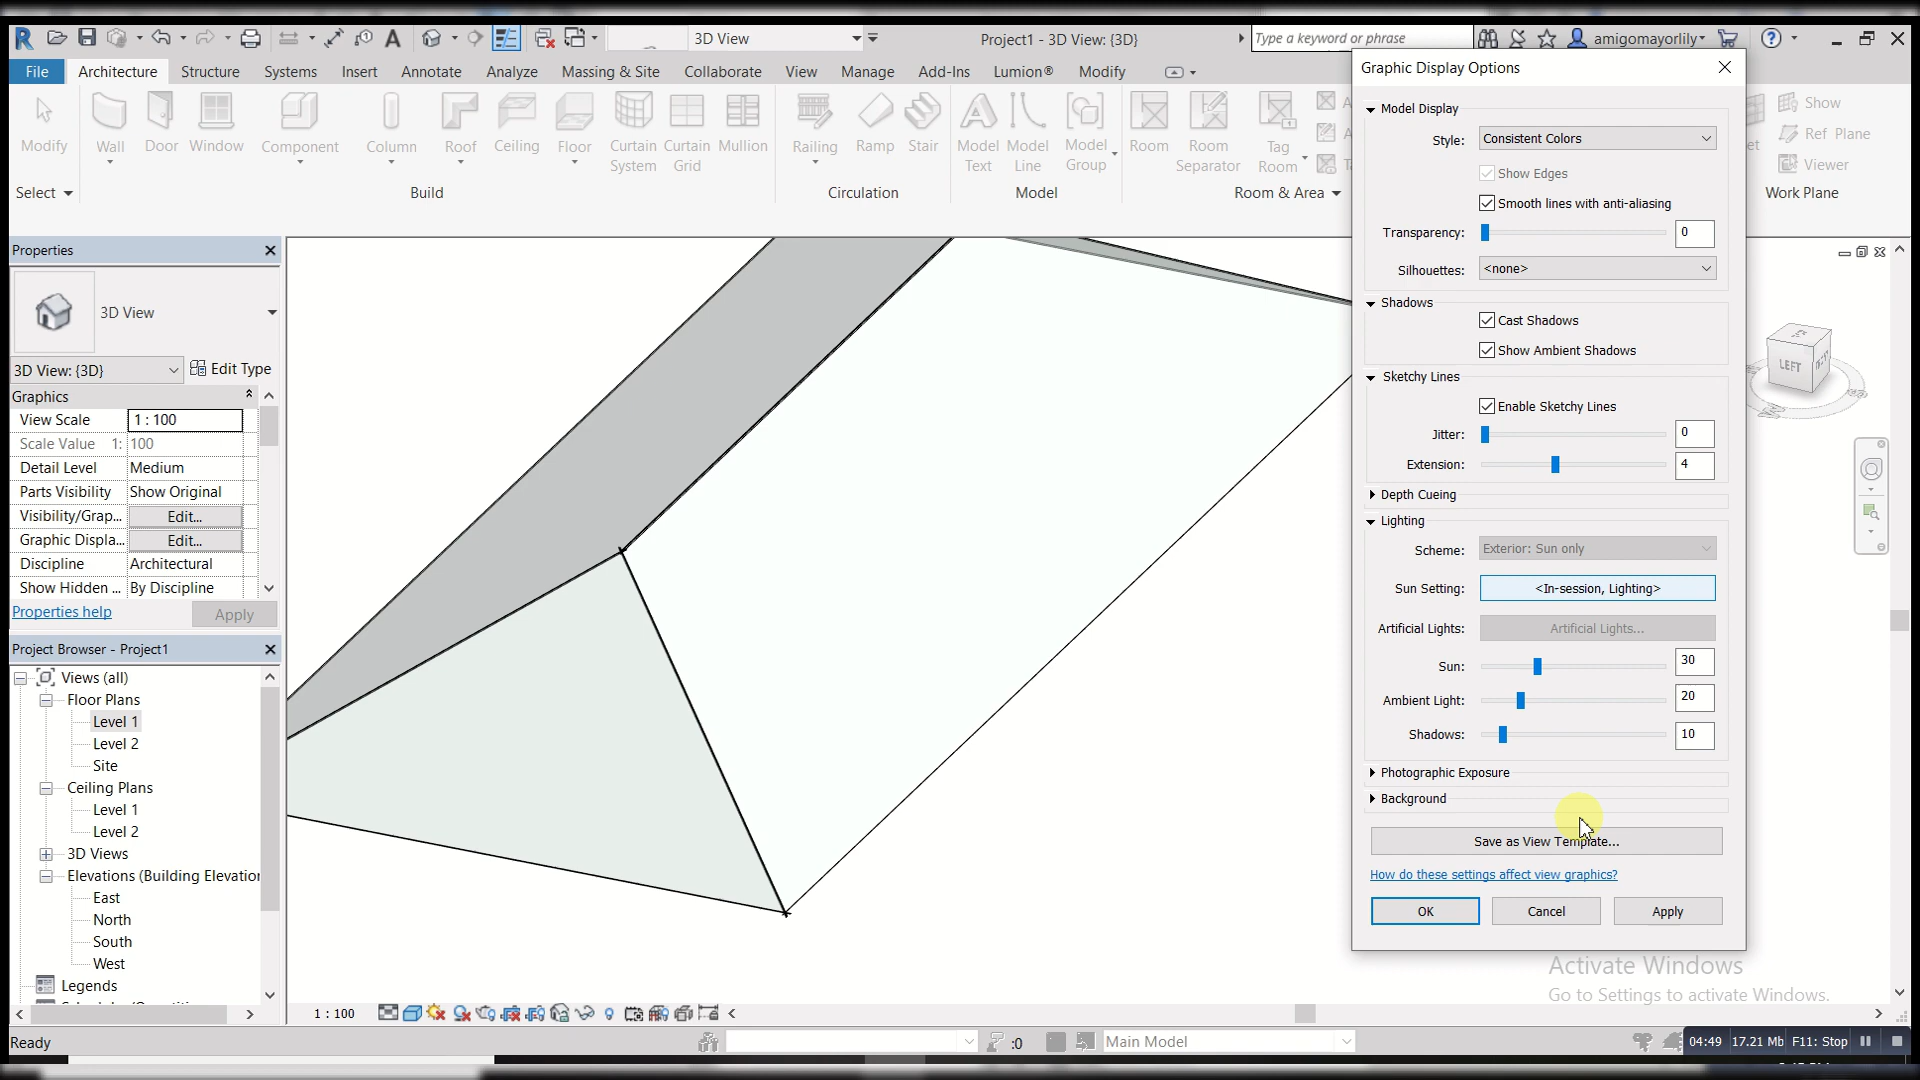 3D View
Project1 - 3D View: {3D}
Type a keyword or phrase
amigomayorlily
File
Architecture
Structure
Systems
Insert
Annotate
Analyze
Massing & Site
Collaborate
View
Manage
Add-Ins
Lumion®
Modify
Modify
Wall
Door
Window
Component
Column
Roof
Ceiling
Floor
Curtain System
Curtain Grid
Mullion
Railing
Ramp
Stair
Model Text
Model Line
Model Group
Room
Room Separator
Tag Room
Show
Ref Plane
Viewer
Select
Build
Circulation
Model
Room & Area
Work Plane
Properties
3D View
3D View: {3D}
Edit Type
Graphics
View Scale 1 : 100
Scale Value 1: 100
Detail Level Medium
Parts Visibility Show Original
Visibility/Grap... Edit...
Graphic Displa... Edit...
Discipline Architectural
Show Hidden ... By Discipline
Properties help
Apply
Project Browser - Project1
Views (all)
Floor Plans
Level 1
Level 2
Site
Ceiling Plans
Level 1
Level 2
3D Views
Elevations (Building Elevation
East
North
South
West
Legends
Graphic Display Options
Model Display
Style: Consistent Colors
Show Edges
Smooth lines with anti-aliasing
Transparency: 0
Silhouettes: <none>
Shadows
Cast Shadows
Show Ambient Shadows
Sketchy Lines
Enable Sketchy Lines
Jitter: 0
Extension: 4
Depth Cueing
Lighting
Scheme: Exterior: Sun only
Sun Setting: <In-session, Lighting>
Artificial Lights: Artificial Lights...
Sun: 30
Ambient Light: 20
Shadows: 10
Photographic Exposure
Background
Save as View Template...
How do these settings affect view graphics?
OK
Cancel
Apply
LEFT
Activate Windows
Go to Settings to activate Windows.
1 : 100
Ready
:0
Main Model
04:49 17.21 Mb F11: Stop